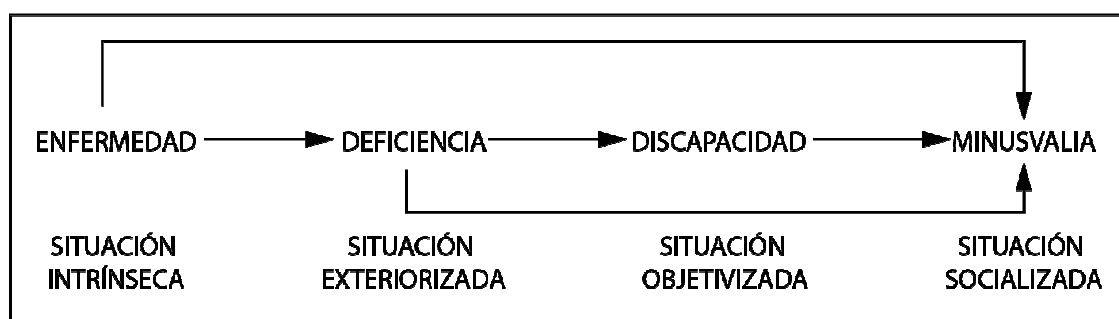 ENFERMEDAD DEFICIENCIA DISCAPACIDAD MINUSVALIA
SITUACIÓN SITUACIÓN SITUACIÓN SITUACIÓN
INTRÍNSECA EXTERIORIZADA OBJETIVIZADA SOCIALIZADA